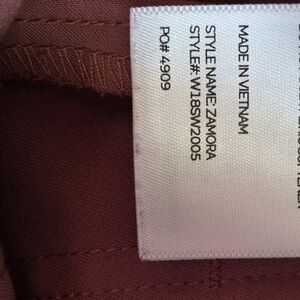 MADE IN VIETNAM
STYLE NAME: ZAMORA
STYLE#: W18SW2005
PO# 4909